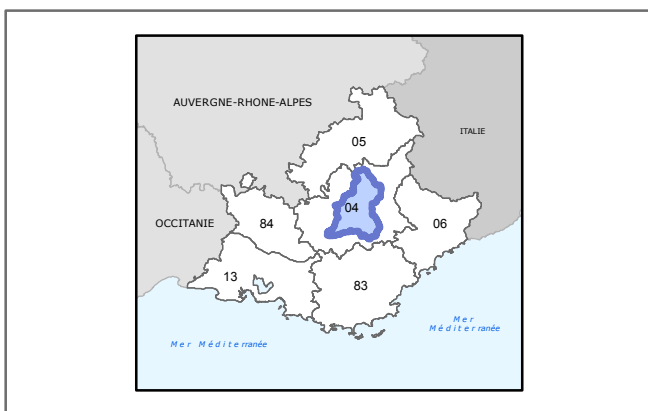 AUVERGNE-RHONE-ALPES
ITALIE
05
04
OCCITANIE
84
06
13
83
Mer
Méditerranée
Mer Méditerranée